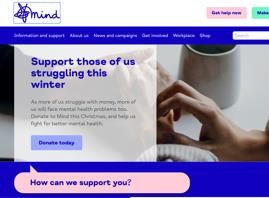 mind
Get help now
Make
Information and support About us News and campaigns Get involved Workplace Shop
Search
Support those of us
struggling this
winter
As more of us struggle with money, more of
us will face mental health problems too.
Donate to Mind this Christmas, and help us
fight for better mental health.
Donate today
How can we support you?